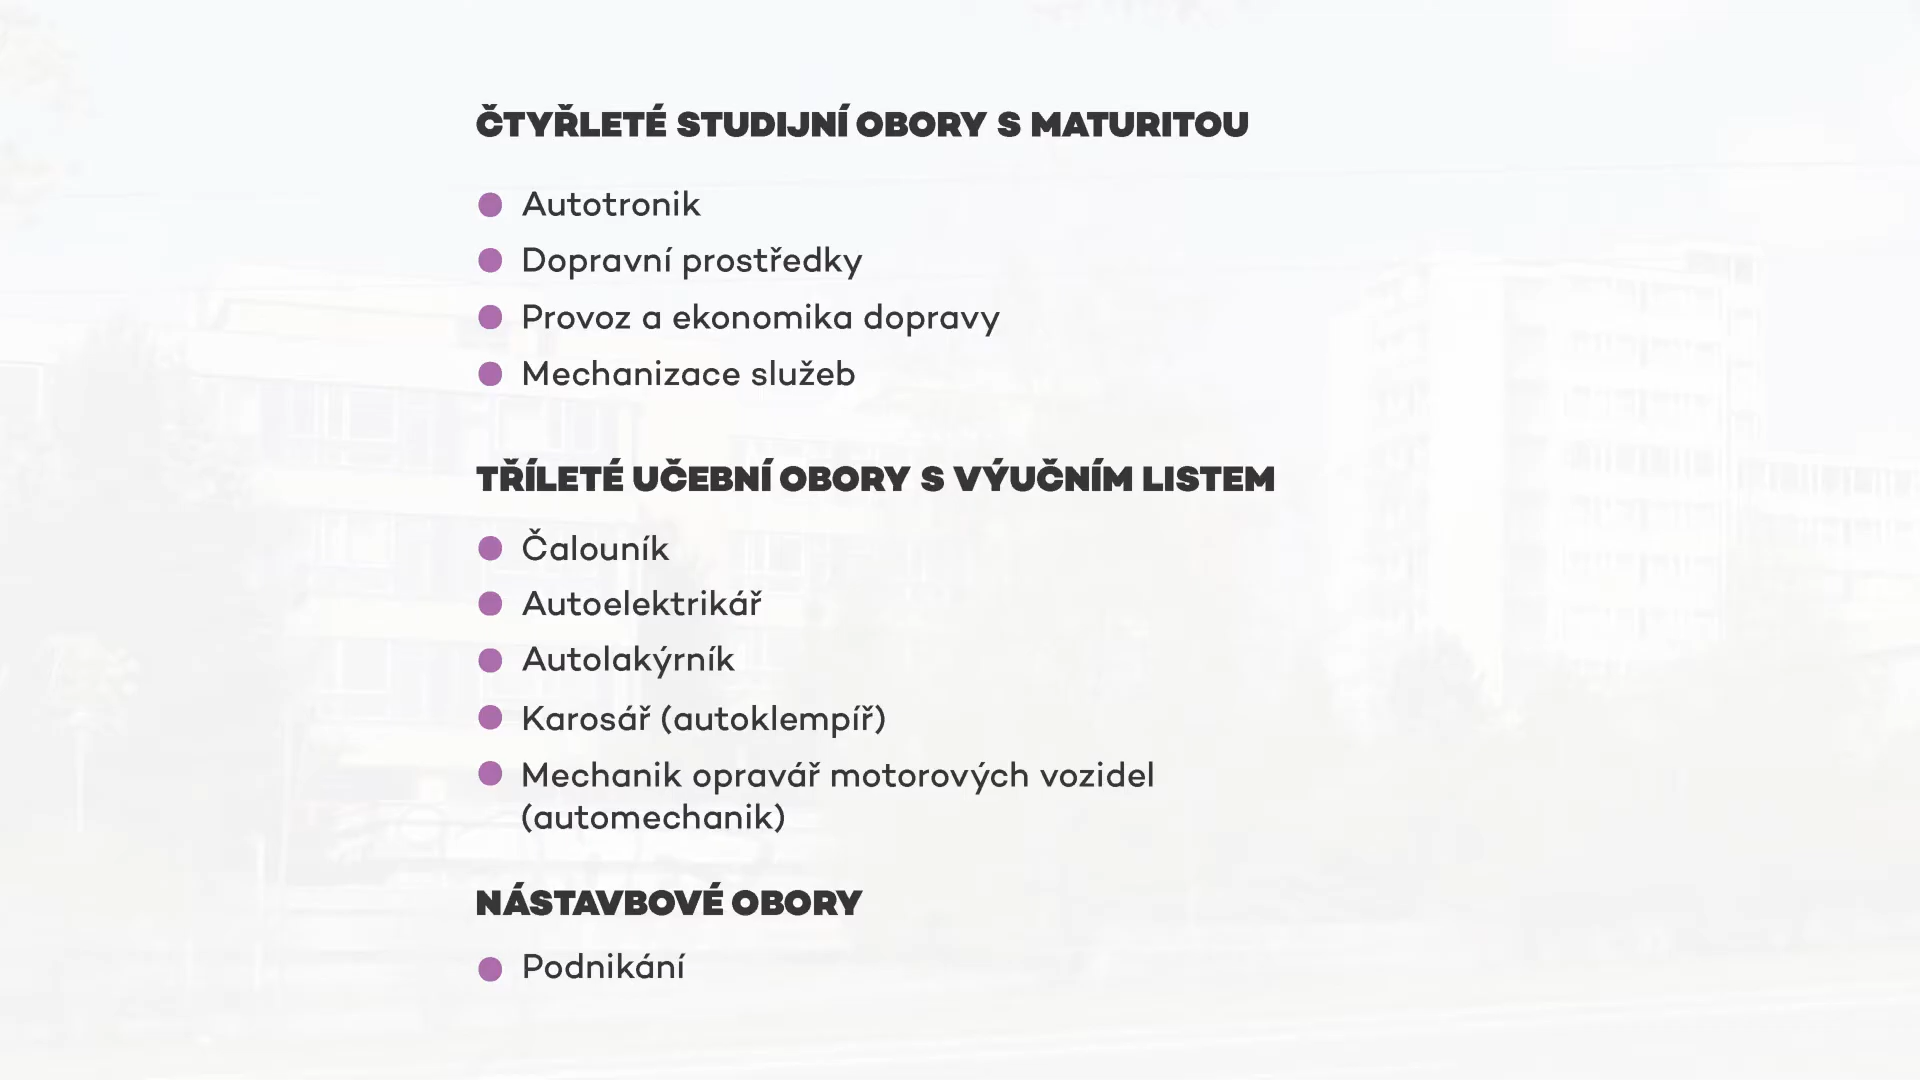 ČTYŘLETÉ STUDIJNÍ OBORY S MATURITOU
Autotronik
Dopravní prostředky
Provoz a ekonomika dopravy
Mechanizace služeb
TŘÍLETÉ UČEBNÍ OBORY S VÝUČNÍM LISTEM
Čalouník
Autoelektrikář
Autolakýrník
Karosář (autoklempíř)
Mechanik opravář motorových vozidel
(automechanik)
NÁSTAVBOVÉ OBORY
Podnikání